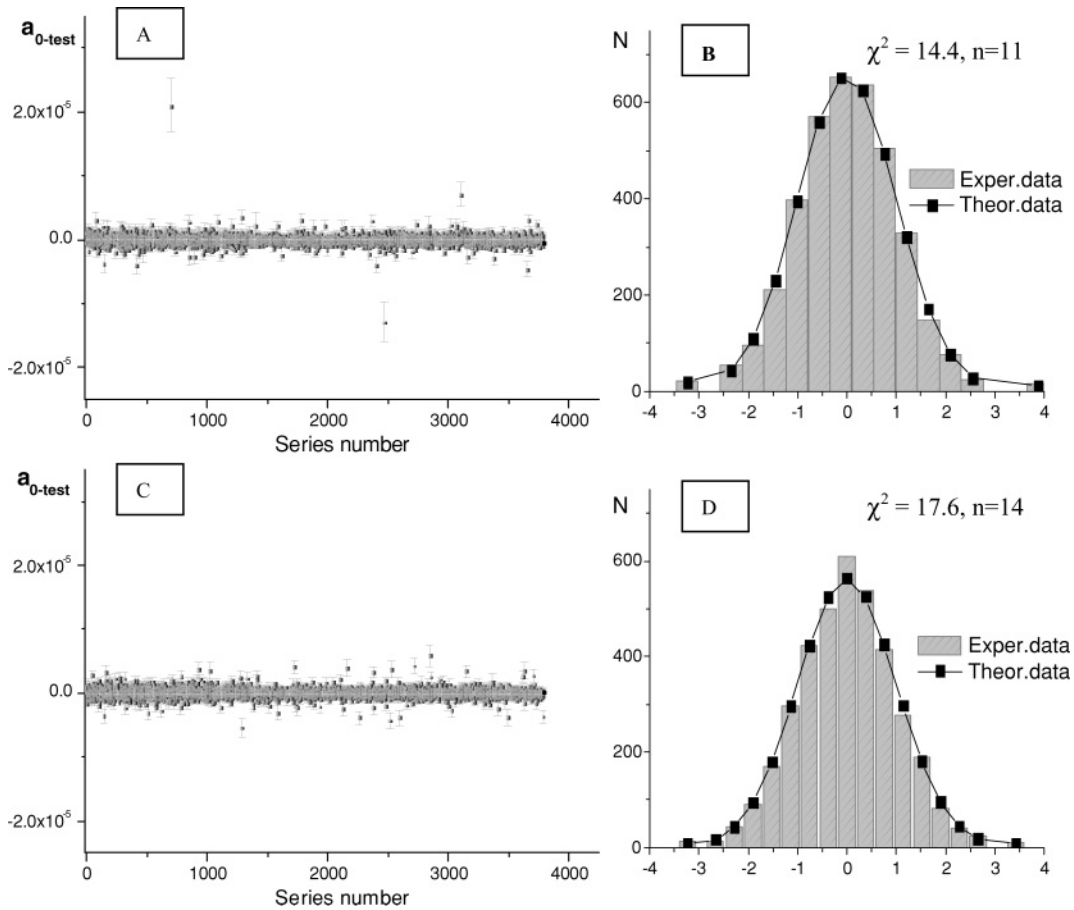 a0-test
A
2.0x10-5
0.0
-2.0x10-5
0 1000 2000 3000 4000
Series number
N
B
χ2 = 14.4, n=11
600
400
200
0
Exper.data
Theor.data
-4 -3 -2 -1 0 1 2 3 4
a0-test
C
2.0x10-5
0.0
-2.0x10-5
0 1000 2000 3000 4000
Series number
N
D
χ2 = 17.6, n=14
600
400
200
0
Exper.data
Theor.data
-4 -3 -2 -1 0 1 2 3 4